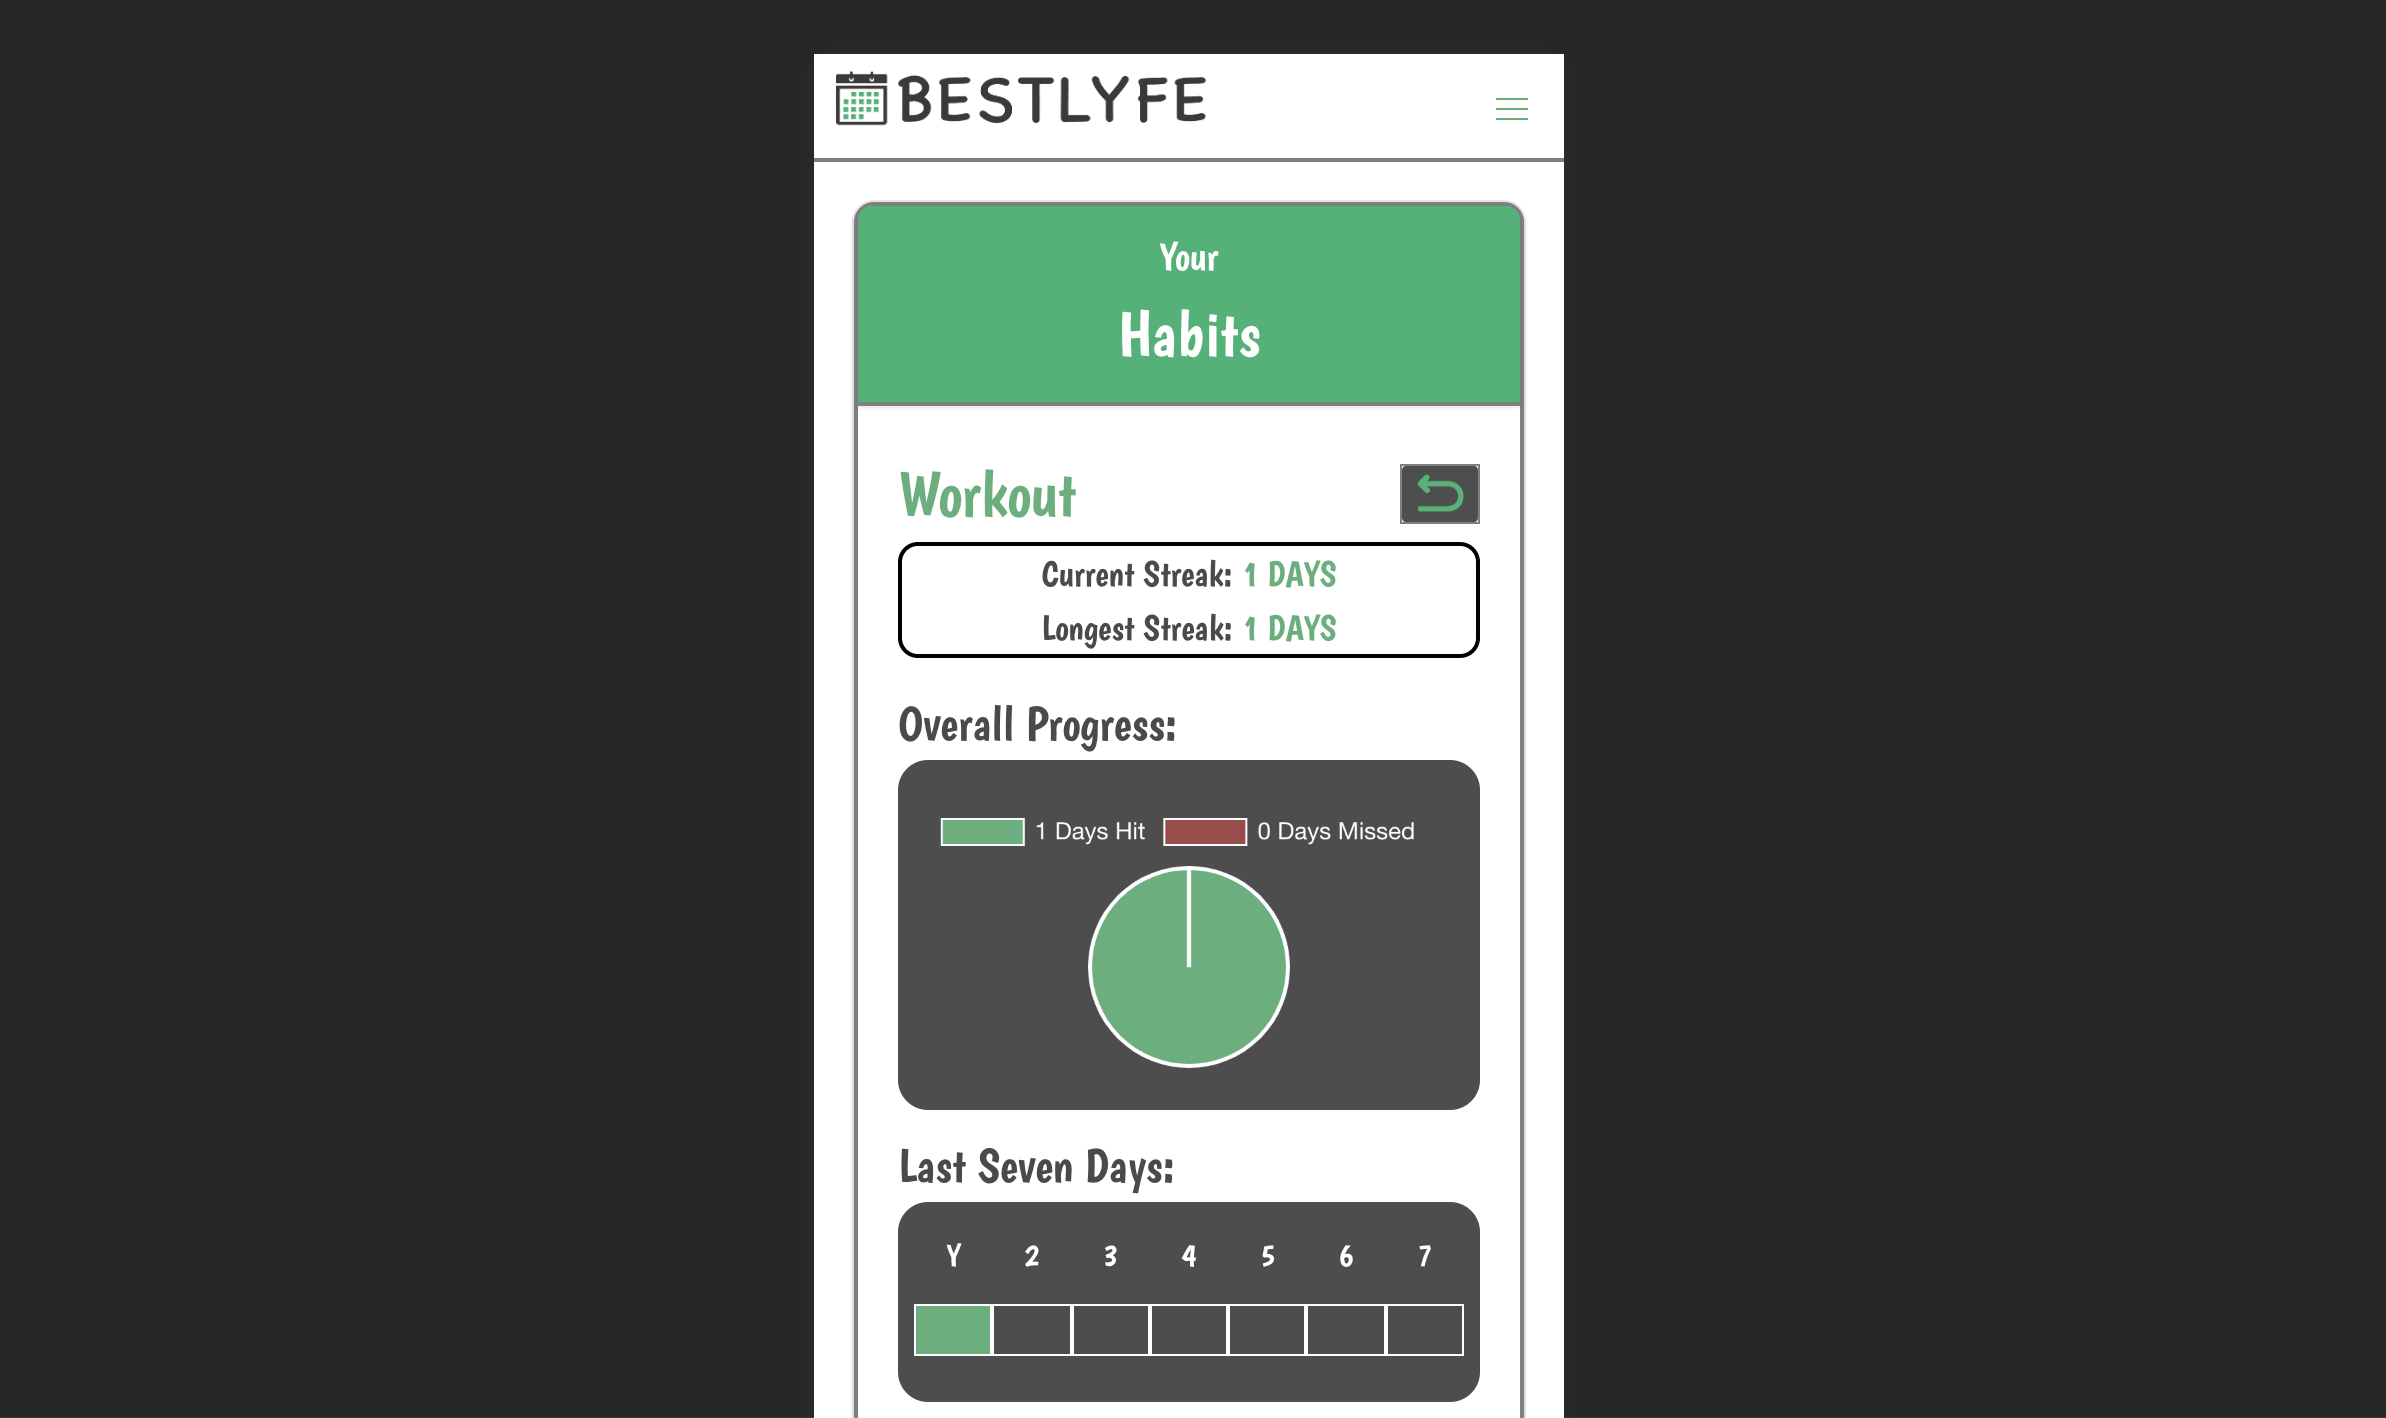 BESTLYFE
Your
Habits
Workout
Current Streak: 1 DAYS
Longest Streak: 1 DAYS
Overall Progress:
1 Days Hit 0 Days Missed
Last Seven Days:
Y 2 3 4 5 6 7